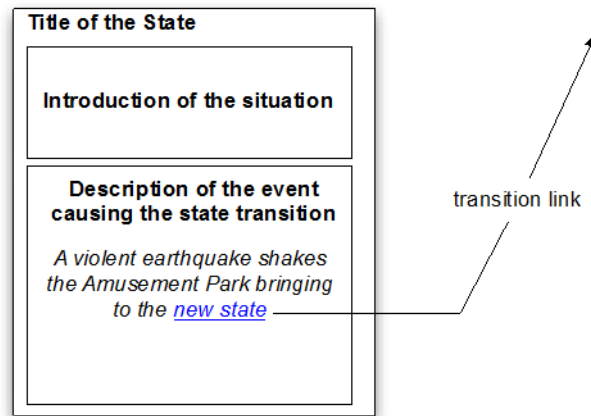 Title of the State
Introduction of the situation
Description of the event
causing the state transition
A violent earthquake shakes
the Amusement Park bringing
to the new state
transition link